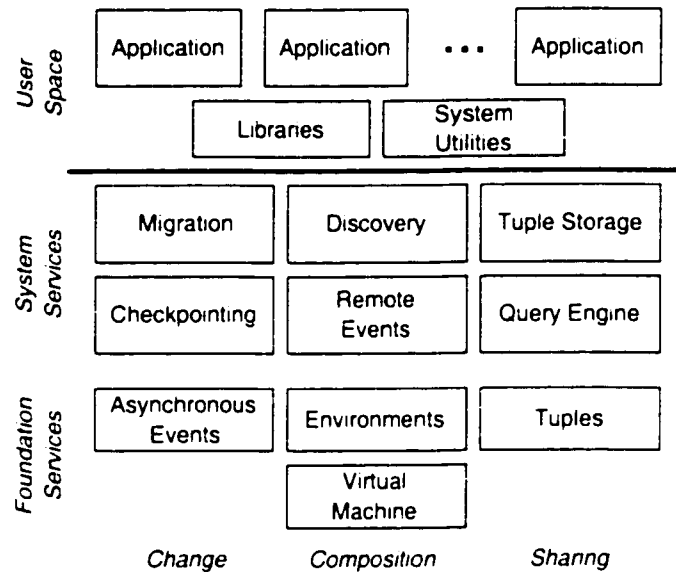 User
Space
Application
Application
...
Application
Libraries
System
Utilities
System
Services
Migration
Discovery
Tuple Storage
Checkpointing
Remote
Events
Query Engine
Foundation
Services
Asynchronous
Events
Environments
Tuples
Virtual
Machine
Change
Composition
Sharing